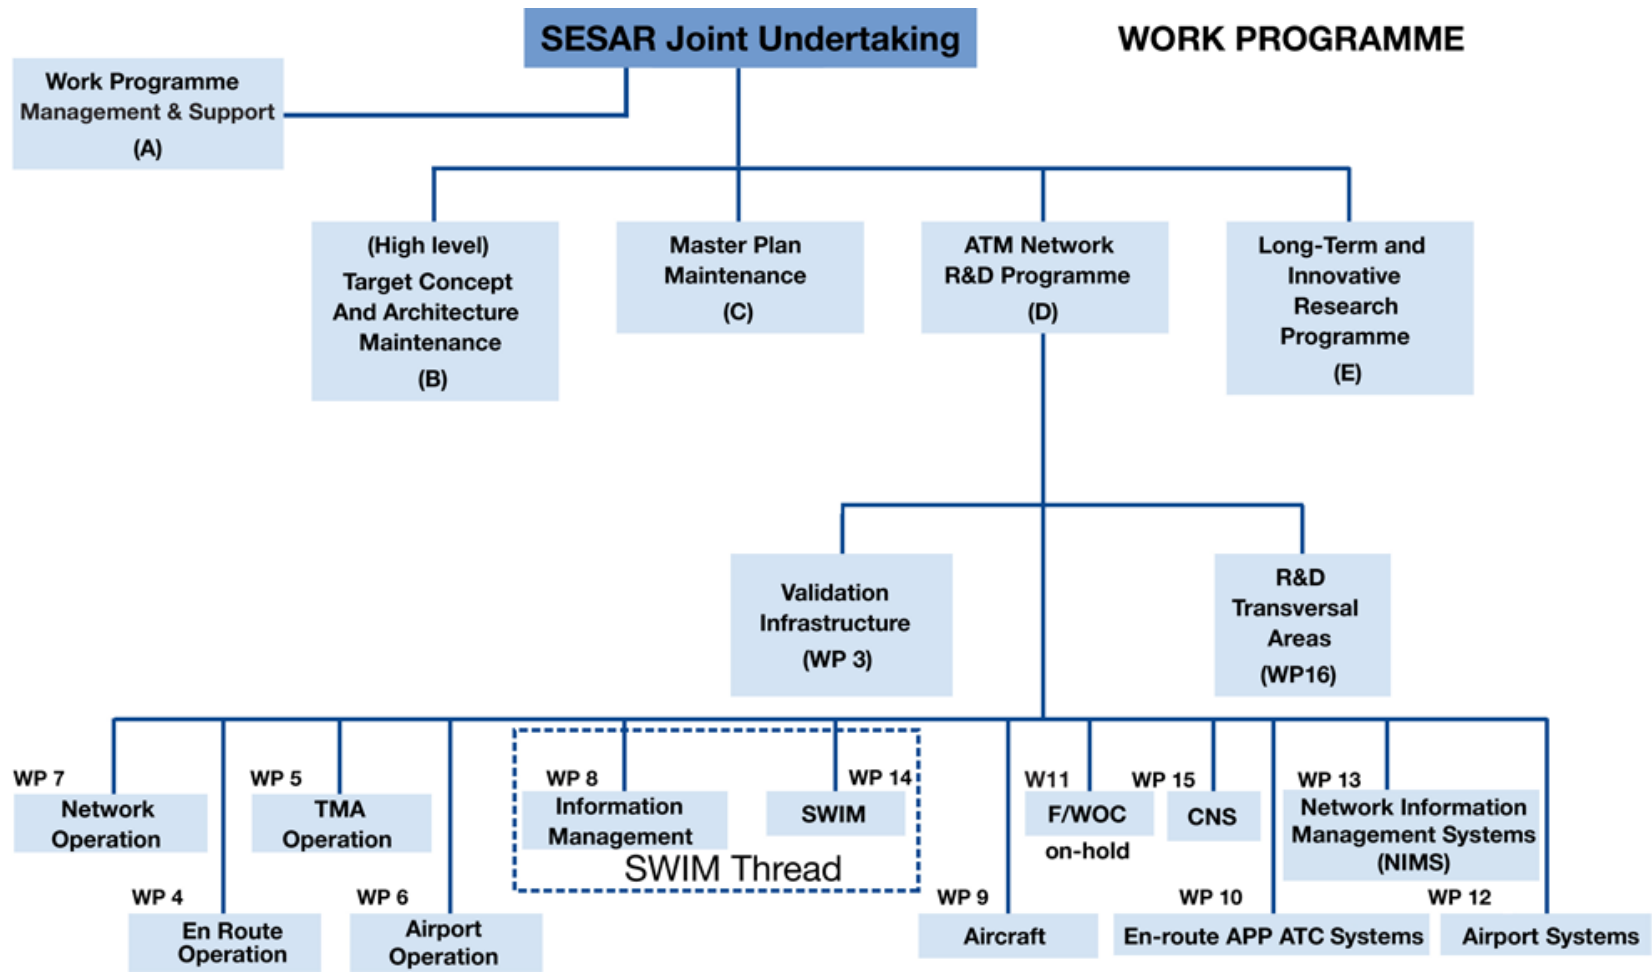 SESAR Joint Undertaking
WORK PROGRAMME
Work Programme
Management & Support
(A)
(High level)
Target Concept
And Architecture
Maintenance
(B)
Master Plan
Maintenance
(C)
ATM Network
R&D Programme
(D)
Long-Term and
Innovative
Research
Programme
(E)
Validation
Infrastructure
(WP 3)
R&D
Transversal
Areas
(WP16)
WP 7
Network
Operation
WP 5
TMA
Operation
WP 8
Information
Management
WP 14
SWIM
SWIM Thread
W11
F/WOC
on-hold
WP 15
CNS
WP 13
Network Information
Management Systems
(NIMS)
WP 4
En Route
Operation
WP 6
Airport
Operation
WP 9
Aircraft
WP 10
En-route APP ATC Systems
WP 12
Airport Systems